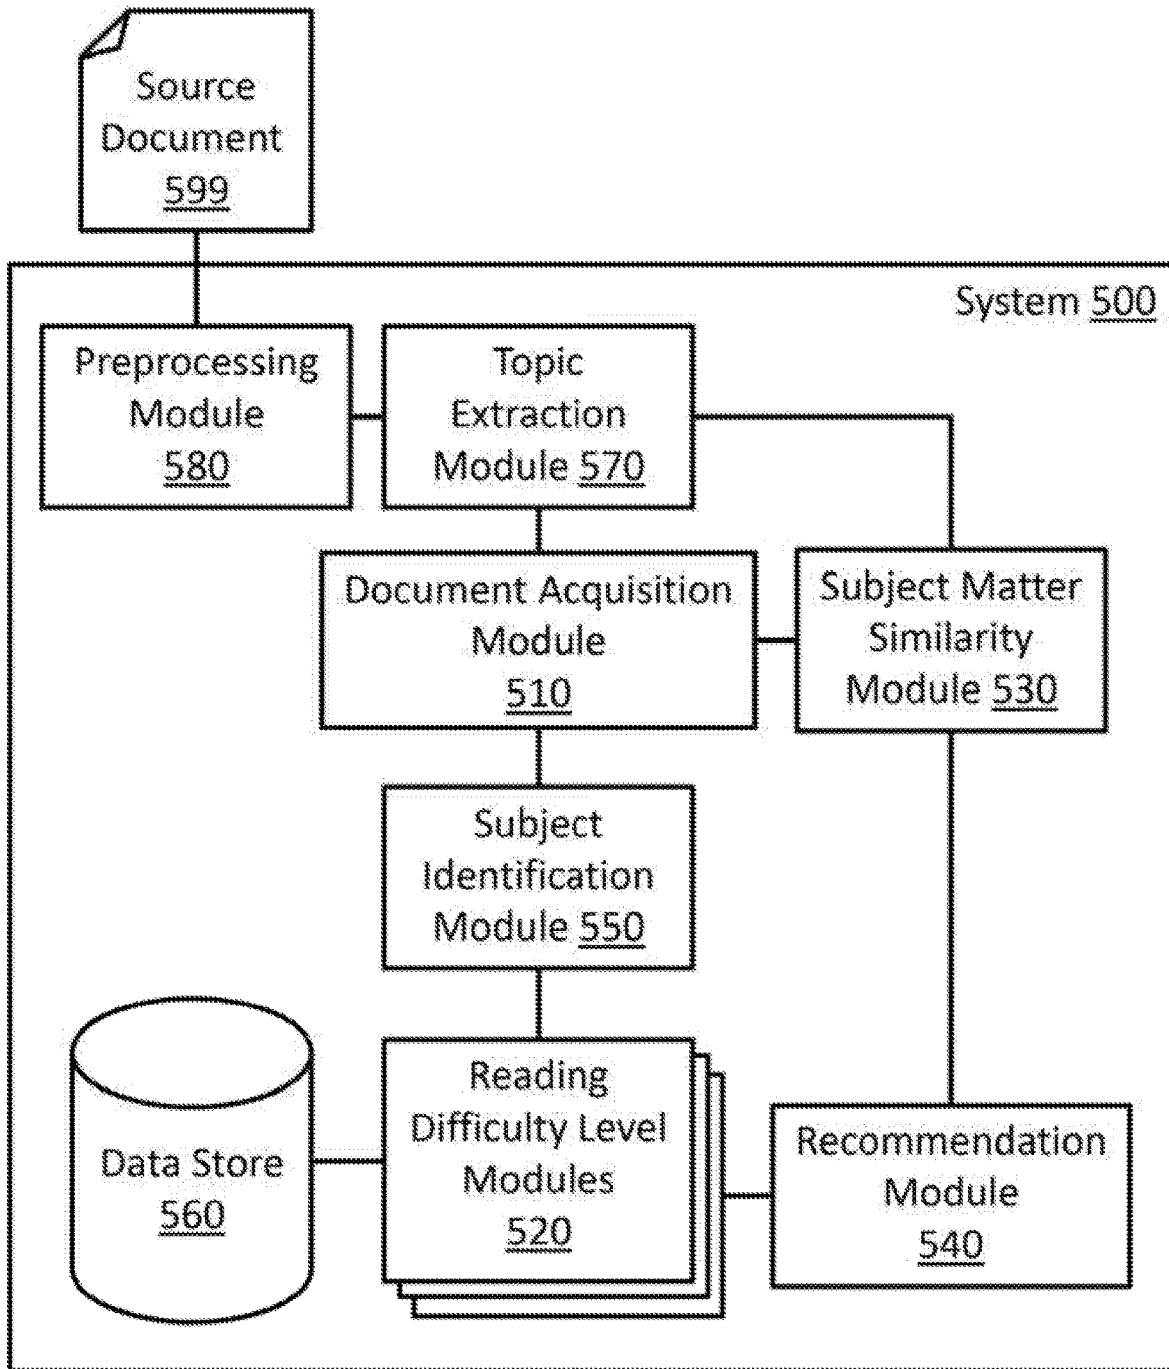 Source
Document
599
System 500
Preprocessing
Module
580
Topic
Extraction
Module 570
Document Acquisition
Module
510
Subject Matter
Similarity
Module 530
Subject
Identification
Module 550
Data Store
560
Reading
Difficulty Level
Modules
520
Recommendation
Module
540